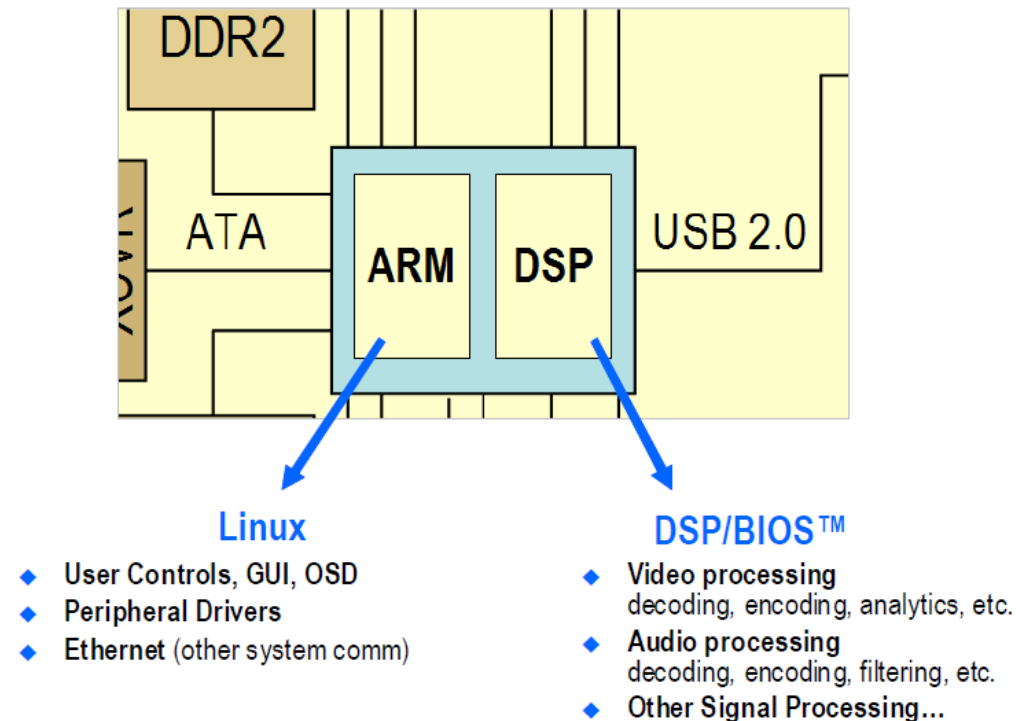 DDR2
ATA
ARM
DSP
USB 2.0
Linux
◆ User Controls, GUI, OSD
◆ Peripheral Drivers
◆ Ethernet (other system comm)
DSP/BIOS™
◆ Video processing
decoding, encoding, analytics, etc.
◆ Audio processing
decoding, encoding, filtering, etc.
◆ Other Signal Processing…